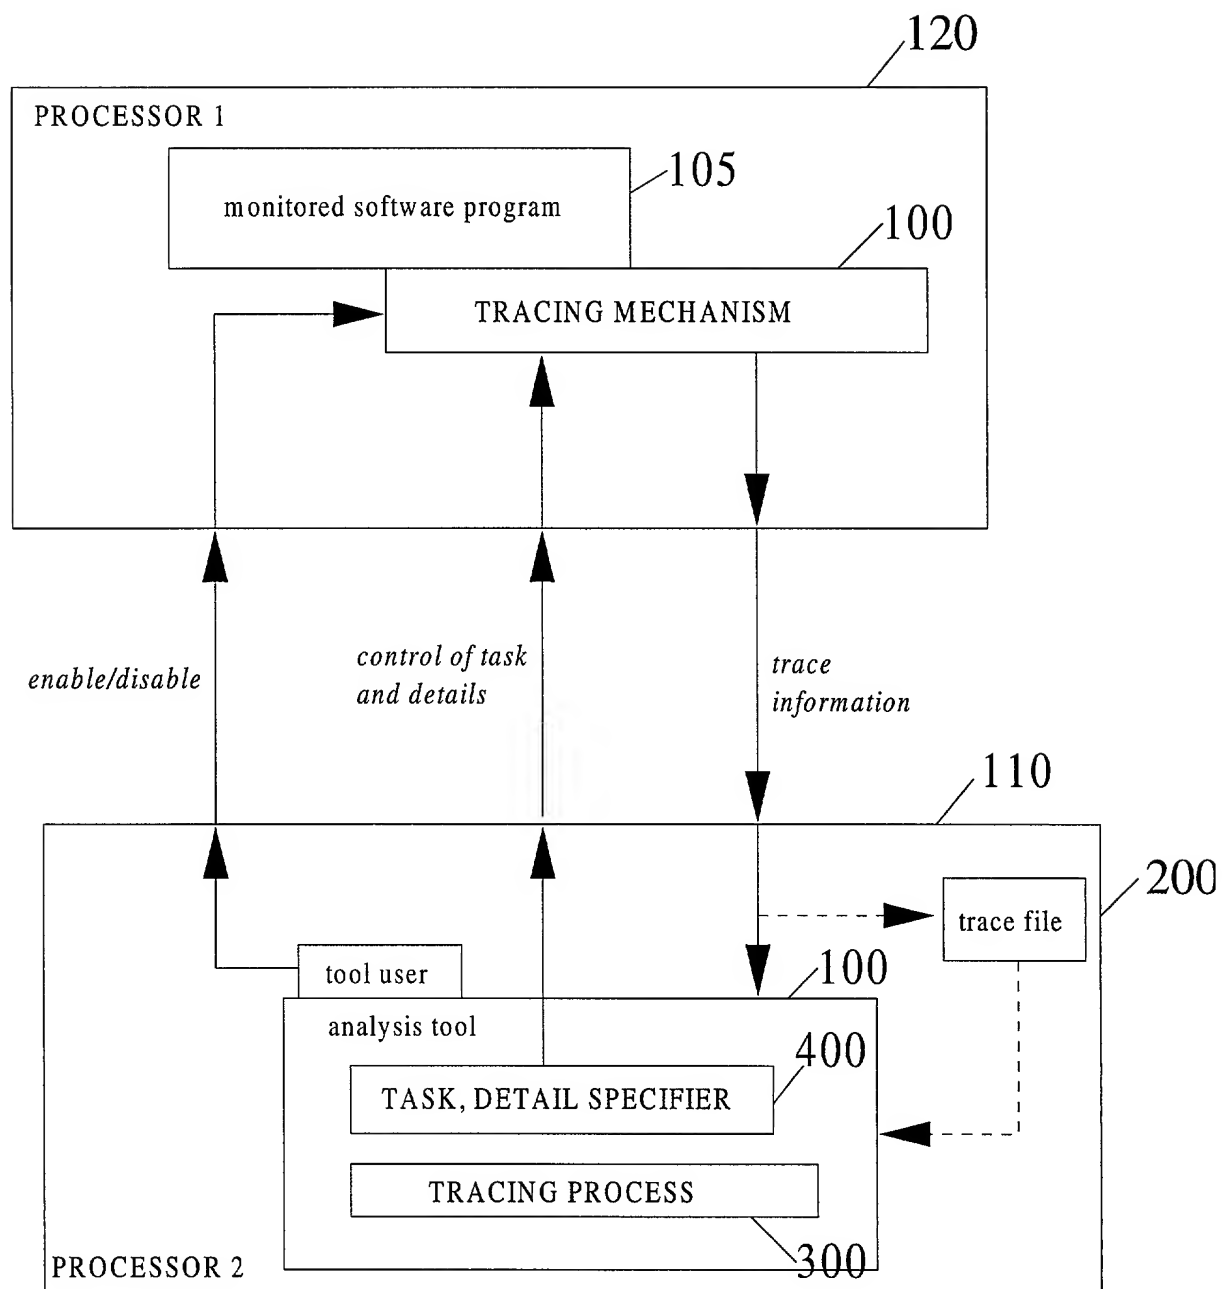 120
PROCESSOR 1
105
monitored software program
100
TRACING MECHANISM
enable/disable
control of task
and details
trace
information
110
200
trace file
tool user
100
analysis tool
400
TASK, DETAIL SPECIFIER
TRACING PROCESS
300
PROCESSOR 2